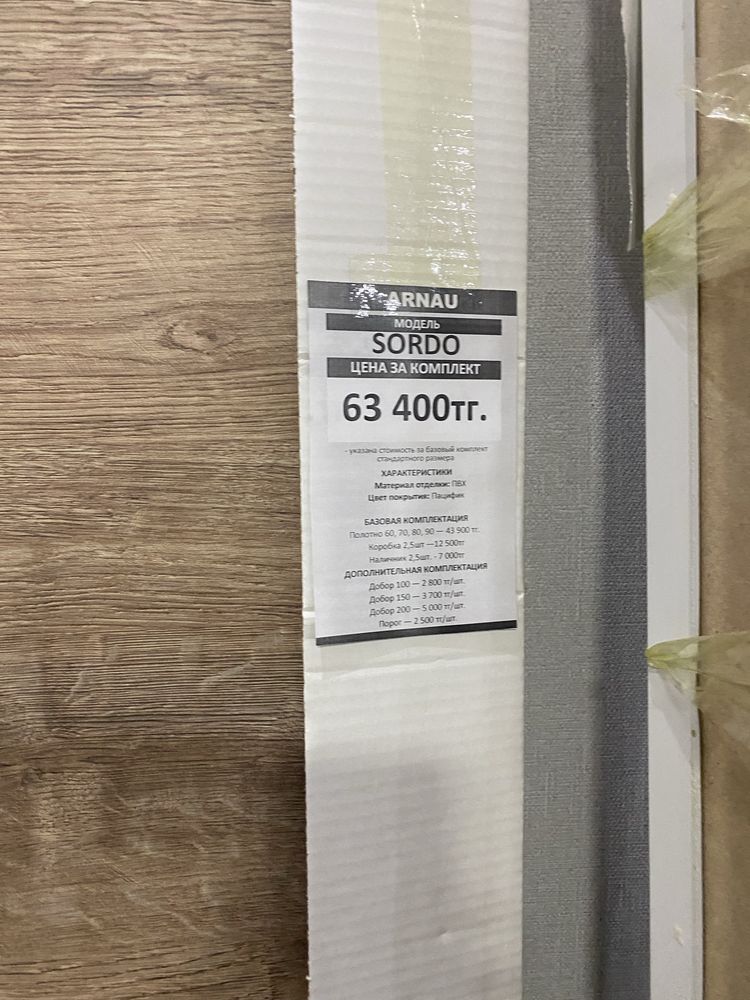 ARNAU
МОДЕЛЬ
SORDO
ЦЕНА ЗА КОМПЛЕКТ
63 400тг.
- указана стоимость за базовый комплект
стандартного размера
ХАРАКТЕРИСТИКИ
Материал отделки: ПВХ
Цвет покрытия: Пацифик
БАЗОВАЯ КОМПЛЕКТАЦИЯ
Полотно 60, 70, 80, 90 — 43 900 тг.
Коробка 2,5шт —12 500тг
Наличник 2,5шт. - 7 000тг
ДОПОЛНИТЕЛЬНАЯ КОМПЛЕКТАЦИЯ
Добор 100 — 2 800 тг/шт.
Добор 150 — 3 700 тг/шт.
Добор 200 — 5 000 тг/шт.
Порог — 2 500 тг/шт.